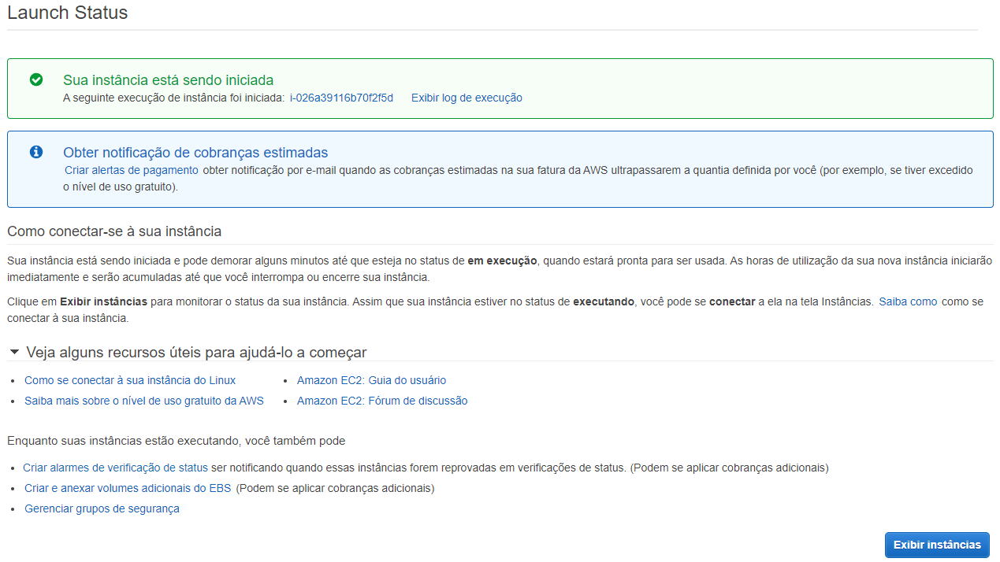 Launch Status
Sua instância está sendo iniciada
A seguinte execução de instância foi iniciada: i-026a39116b70f2f5d Exibir log de execução
Obter notificação de cobranças estimadas
Criar alertas de pagamento obter notificação por e-mail quando as cobranças estimadas na sua fatura da AWS ultrapassarem a quantia definida por você (por exemplo, se tiver excedido
o nível de uso gratuito).
Como conectar-se à sua instância
Sua instância está sendo iniciada e pode demorar alguns minutos até que esteja no status de em execução, quando estará pronta para ser usada. As horas de utilização da sua nova instância iniciarão
imediatamente e serão acumuladas até que você interrompa ou encerre sua instância.
Clique em Exibir instâncias para monitorar o status da sua instância. Assim que sua instância estiver no status de executando, você pode se conectar a ela na tela Instâncias. Saiba como como se
conectar à sua instância.
Veja alguns recursos úteis para ajudá-lo a começar
• Como se conectar à sua instância do Linux
• Saiba mais sobre o nível de uso gratuito da AWS
• Amazon EC2: Guia do usuário
• Amazon EC2: Fórum de discussão
Enquanto suas instâncias estão executando, você também pode
• Criar alarmes de verificação de status ser notificando quando essas instâncias forem reprovadas em verificações de status. (Podem se aplicar cobranças adicionais)
• Criar e anexar volumes adicionais do EBS (Podem se aplicar cobranças adicionais)
• Gerenciar grupos de segurança
Exibir instâncias